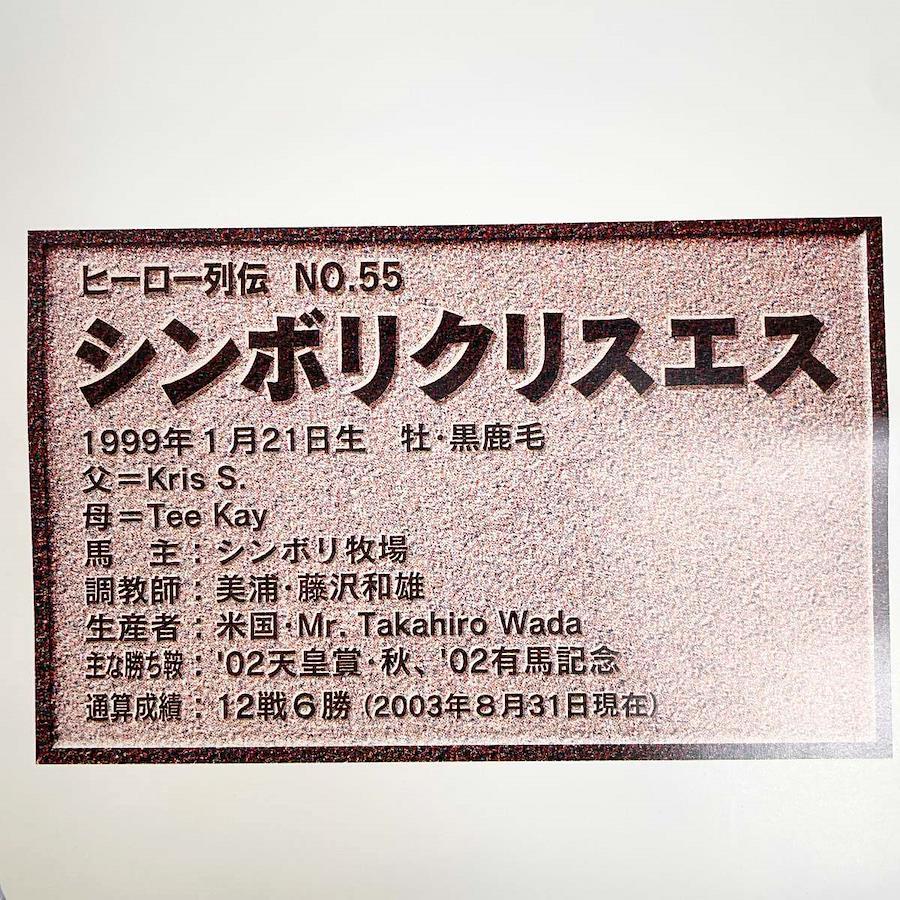 ヒーロー列伝 NO.55
シンボリクリスエス
1999年1月21日生 牡・黒鹿毛
父=Kris S.
母=Tee Kay
馬 主:シンボリ牧場
調教師:美浦・藤沢和雄
生産者:米国・Mr. Takahiro Wada
主な勝ち鞍:'02天皇賞・秋、'02有馬記念
通算成績:12戦6勝(2003年8月31日現在)